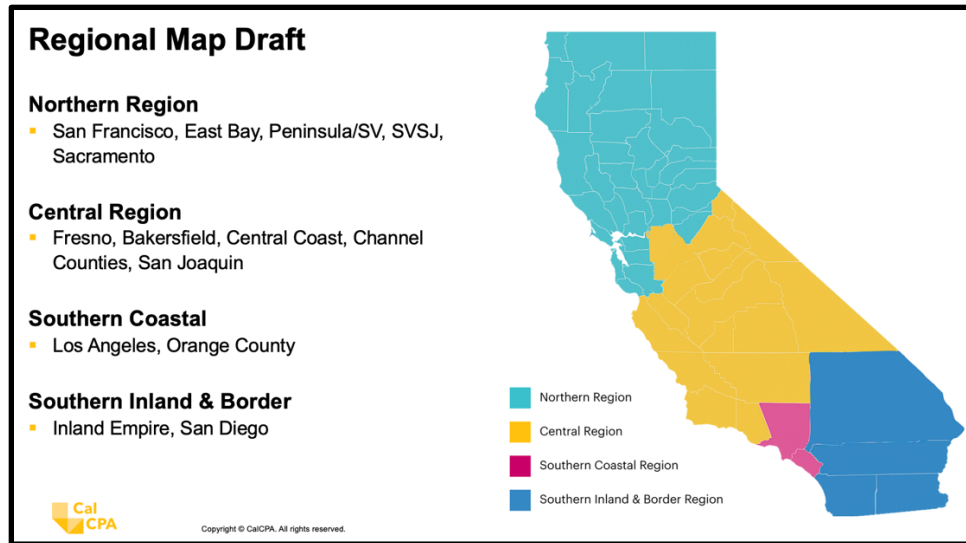 Regional Map Draft
Northern Region
San Francisco, East Bay, Peninsula/SV, SVSJ,
Sacramento
Central Region
Fresno, Bakersfield, Central Coast, Channel
Counties, San Joaquin
Southern Coastal
Los Angeles, Orange County
Southern Inland & Border
Inland Empire, San Diego
Northern Region
Central Region
Southern Coastal Region
Southern Inland & Border Region
Cal
CPA
Copyright © CalCPA. All rights reserved.